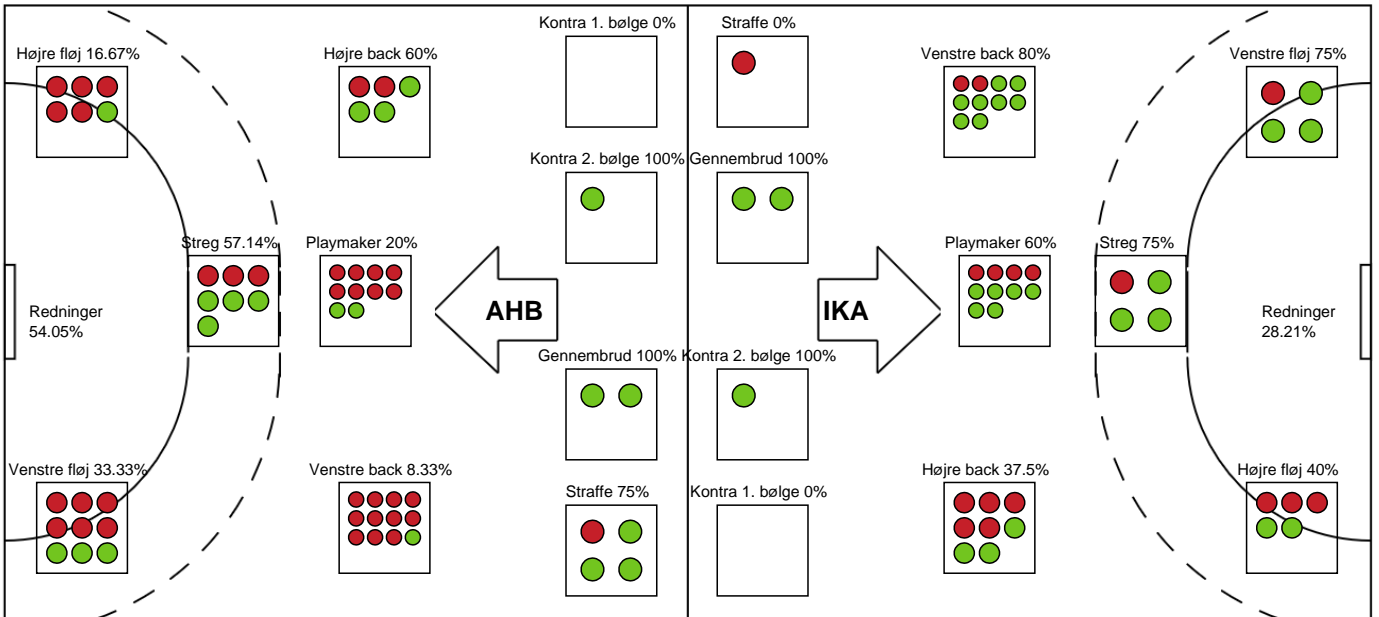 Kontra 1. bølge 0%
Straffe 0%
Højre fløj 16.67%
Højre back 60%
Venstre back 80%
Venstre fløj 75%
Kontra 2. bølge 100%
Gennembrud 100%
Streg 57.14%
Playmaker 20%
Playmaker 60%
Streg 75%
Redninger
54.05%
AHB
IKA
Redninger
28.21%
Gennembrud 100%
Kontra 2. bølge 100%
Venstre fløj 33.33%
Venstre back 8.33%
Straffe 75%
Kontra 1. bølge 0%
Højre back 37.5%
Højre fløj 40%